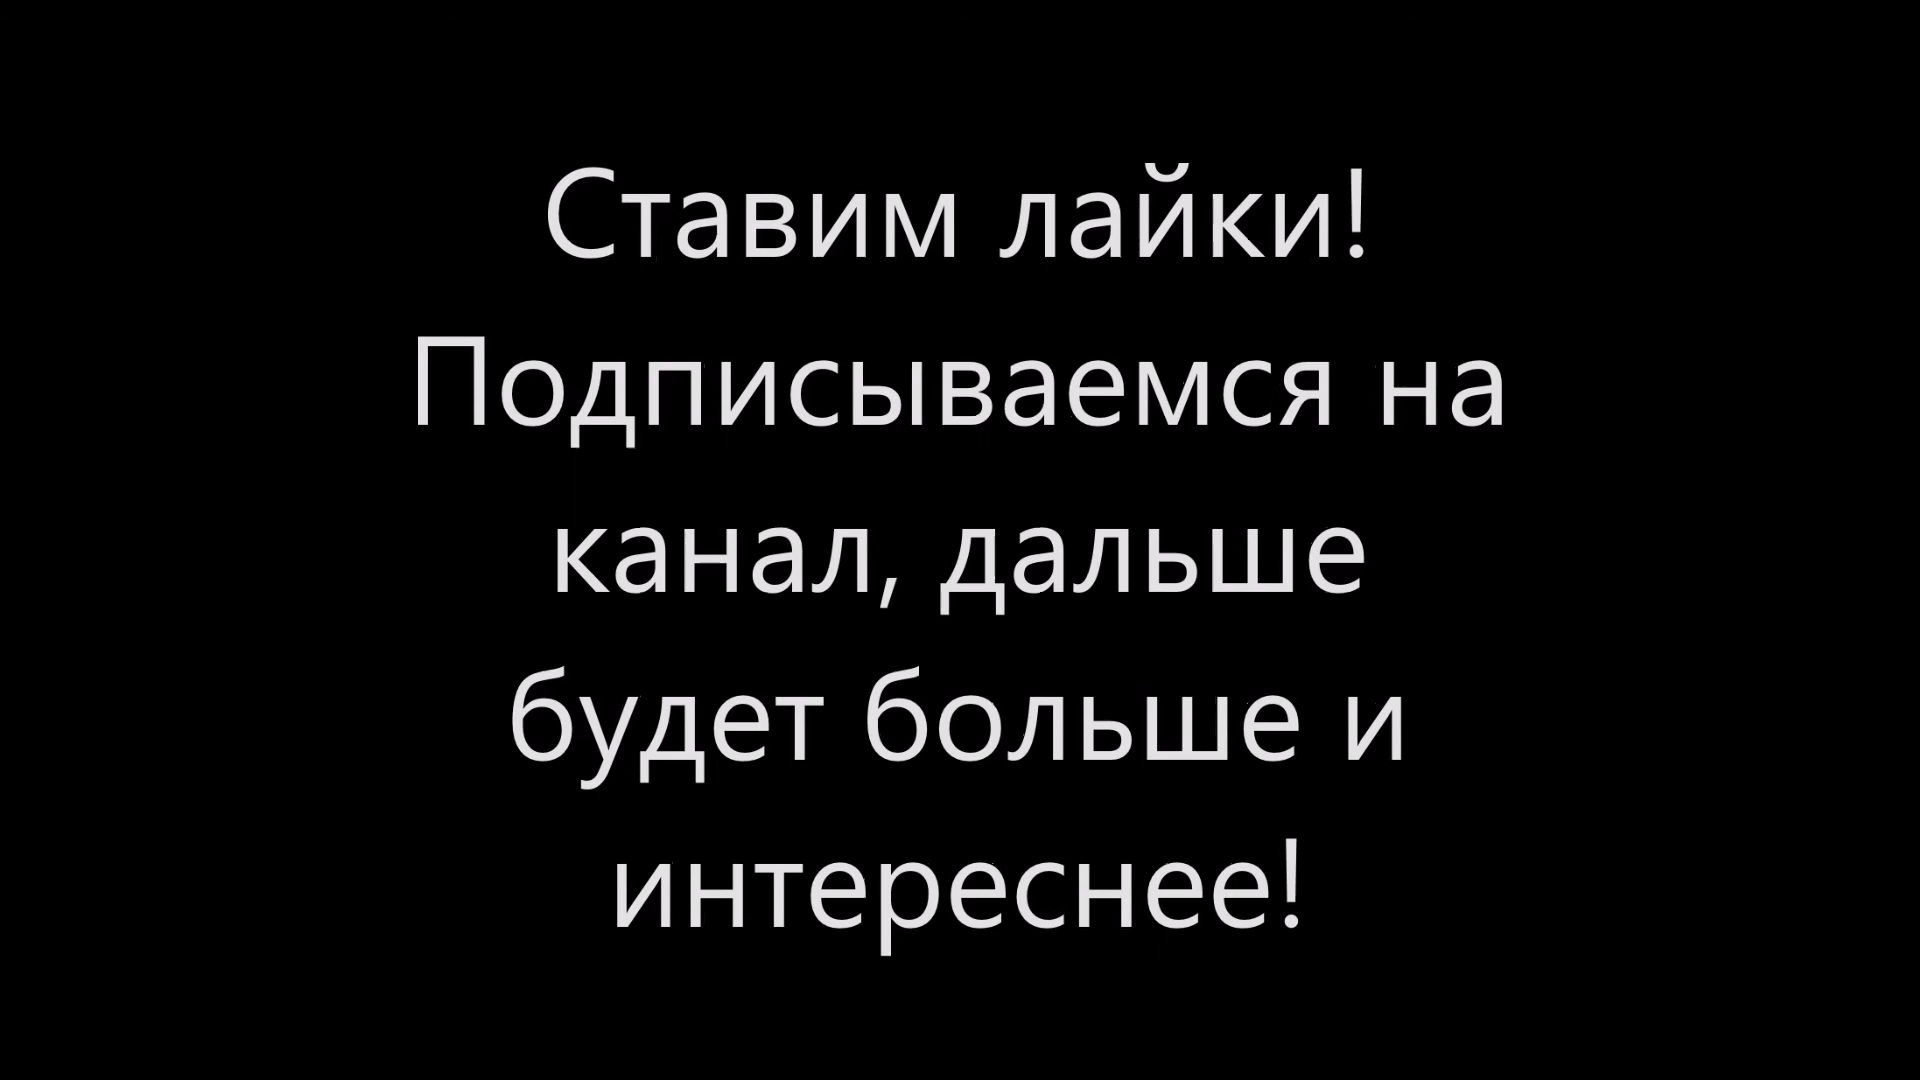 Ставим лайки!
Подписываемся на
канал, дальше
будет больше и
интереснее!